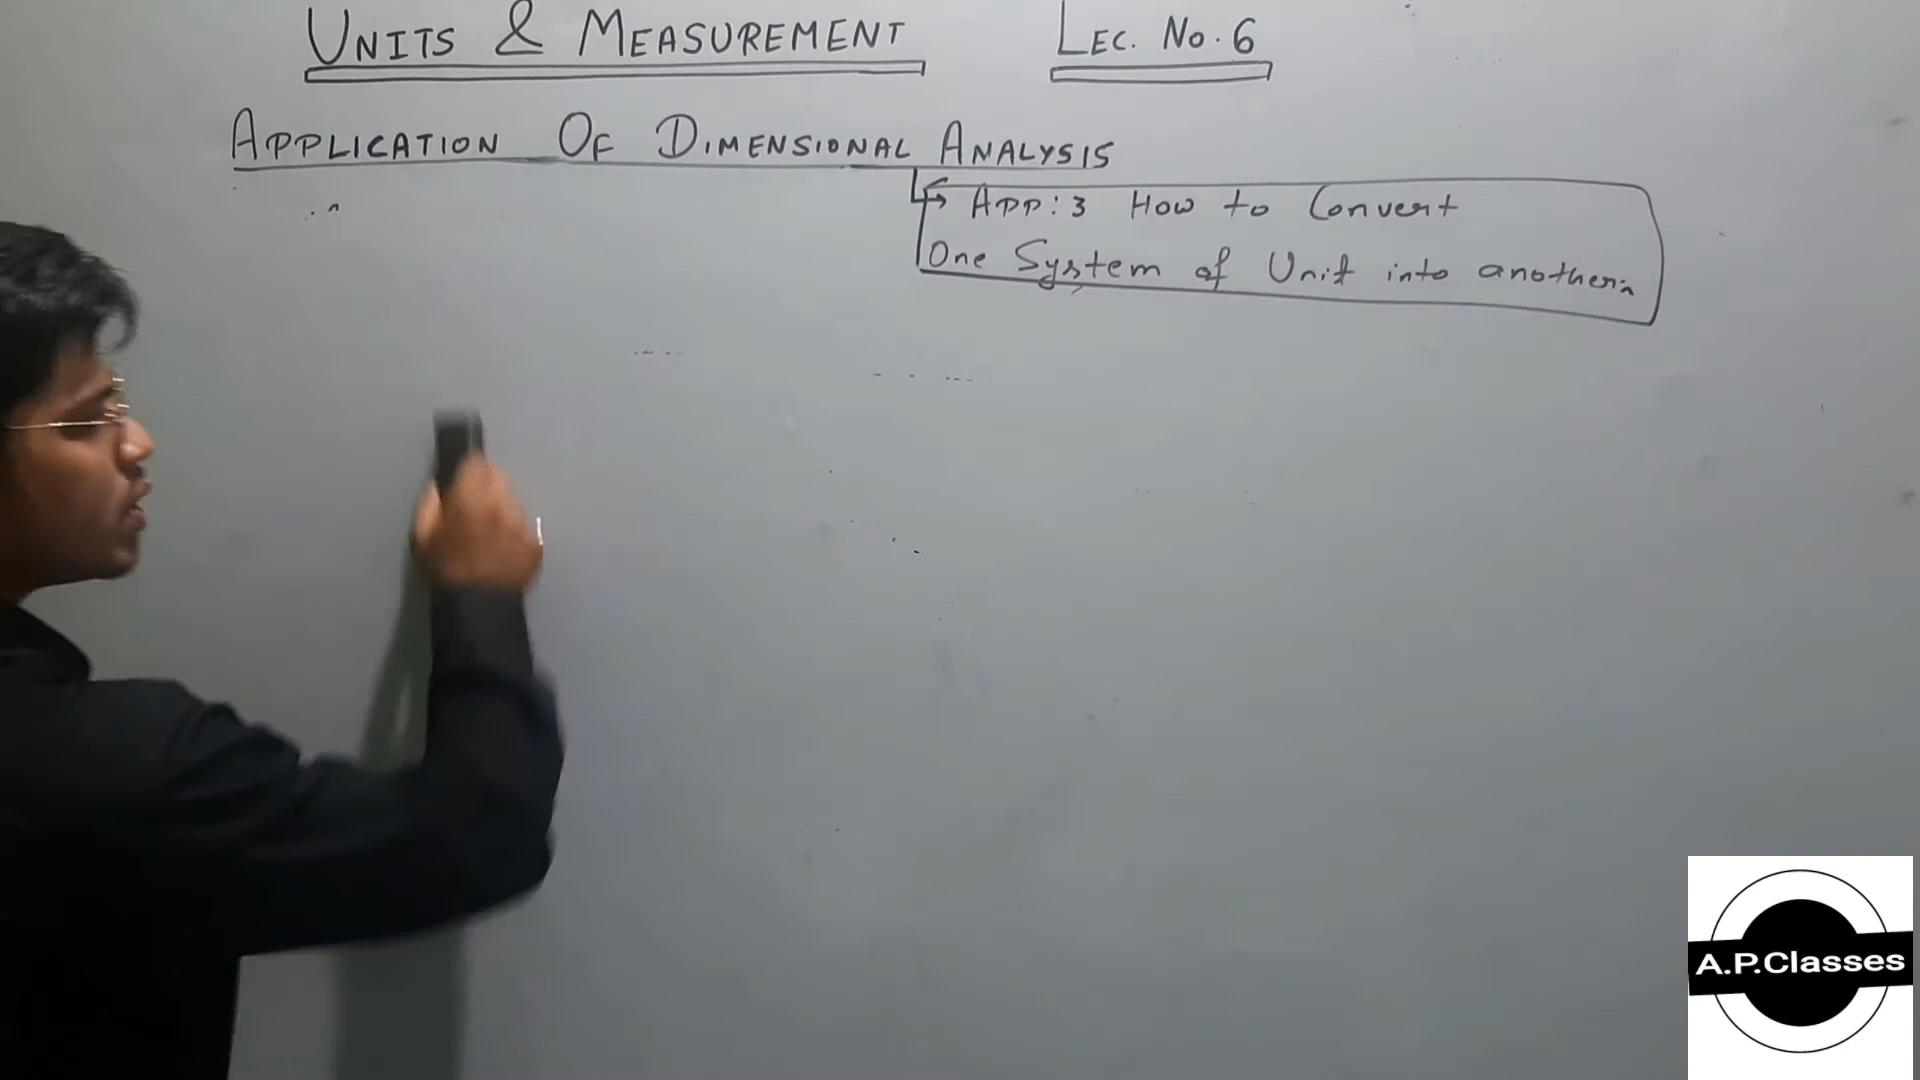 UNITS & MEASUREMENT LEC. No. 6
APPLICATION OF DIMENSIONAL ANALYSIS
APP: 3 How to Convert
One System of Unit into another:
A.P.Classes